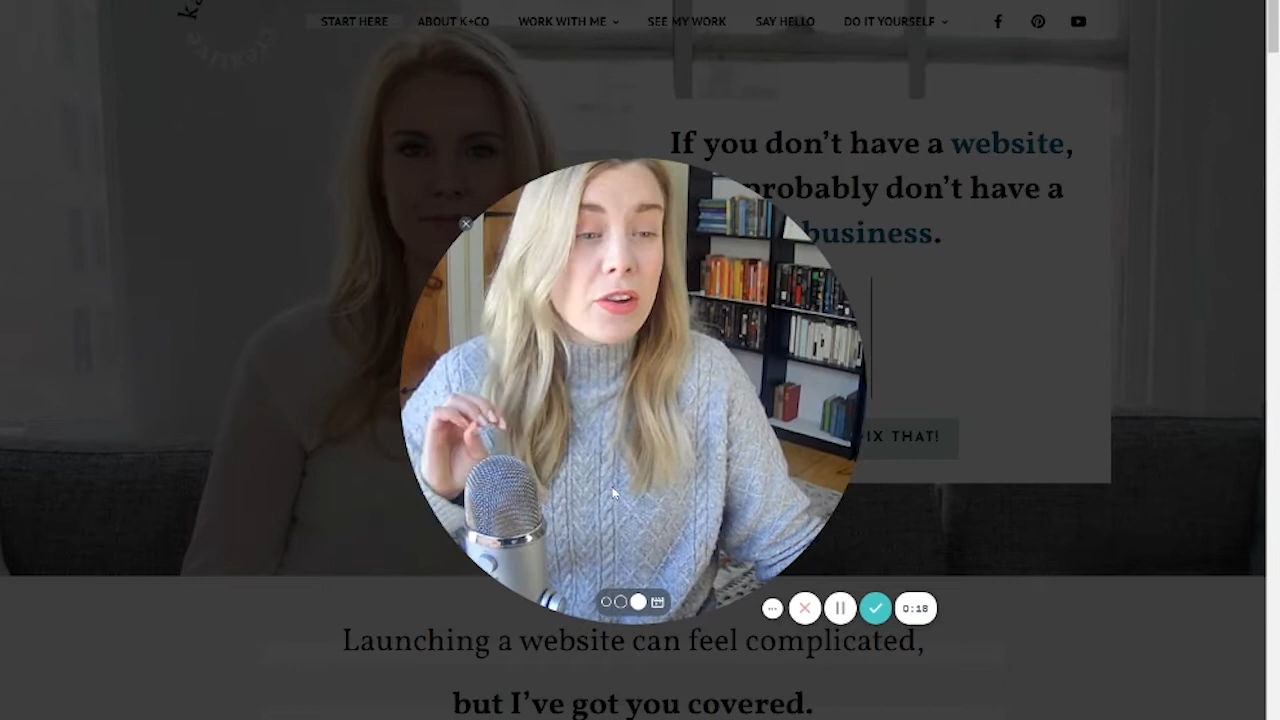 START HERE
ABOUT K+CO
WORK WITH ME
SEE MY WORK
SAY HELLO
DO IT YOURSELF
ka
creative
If you don't have a website,
probably don't have a
business.
IX THAT!
0:18
Launching a website can feel complicated,
but I've got you covered.